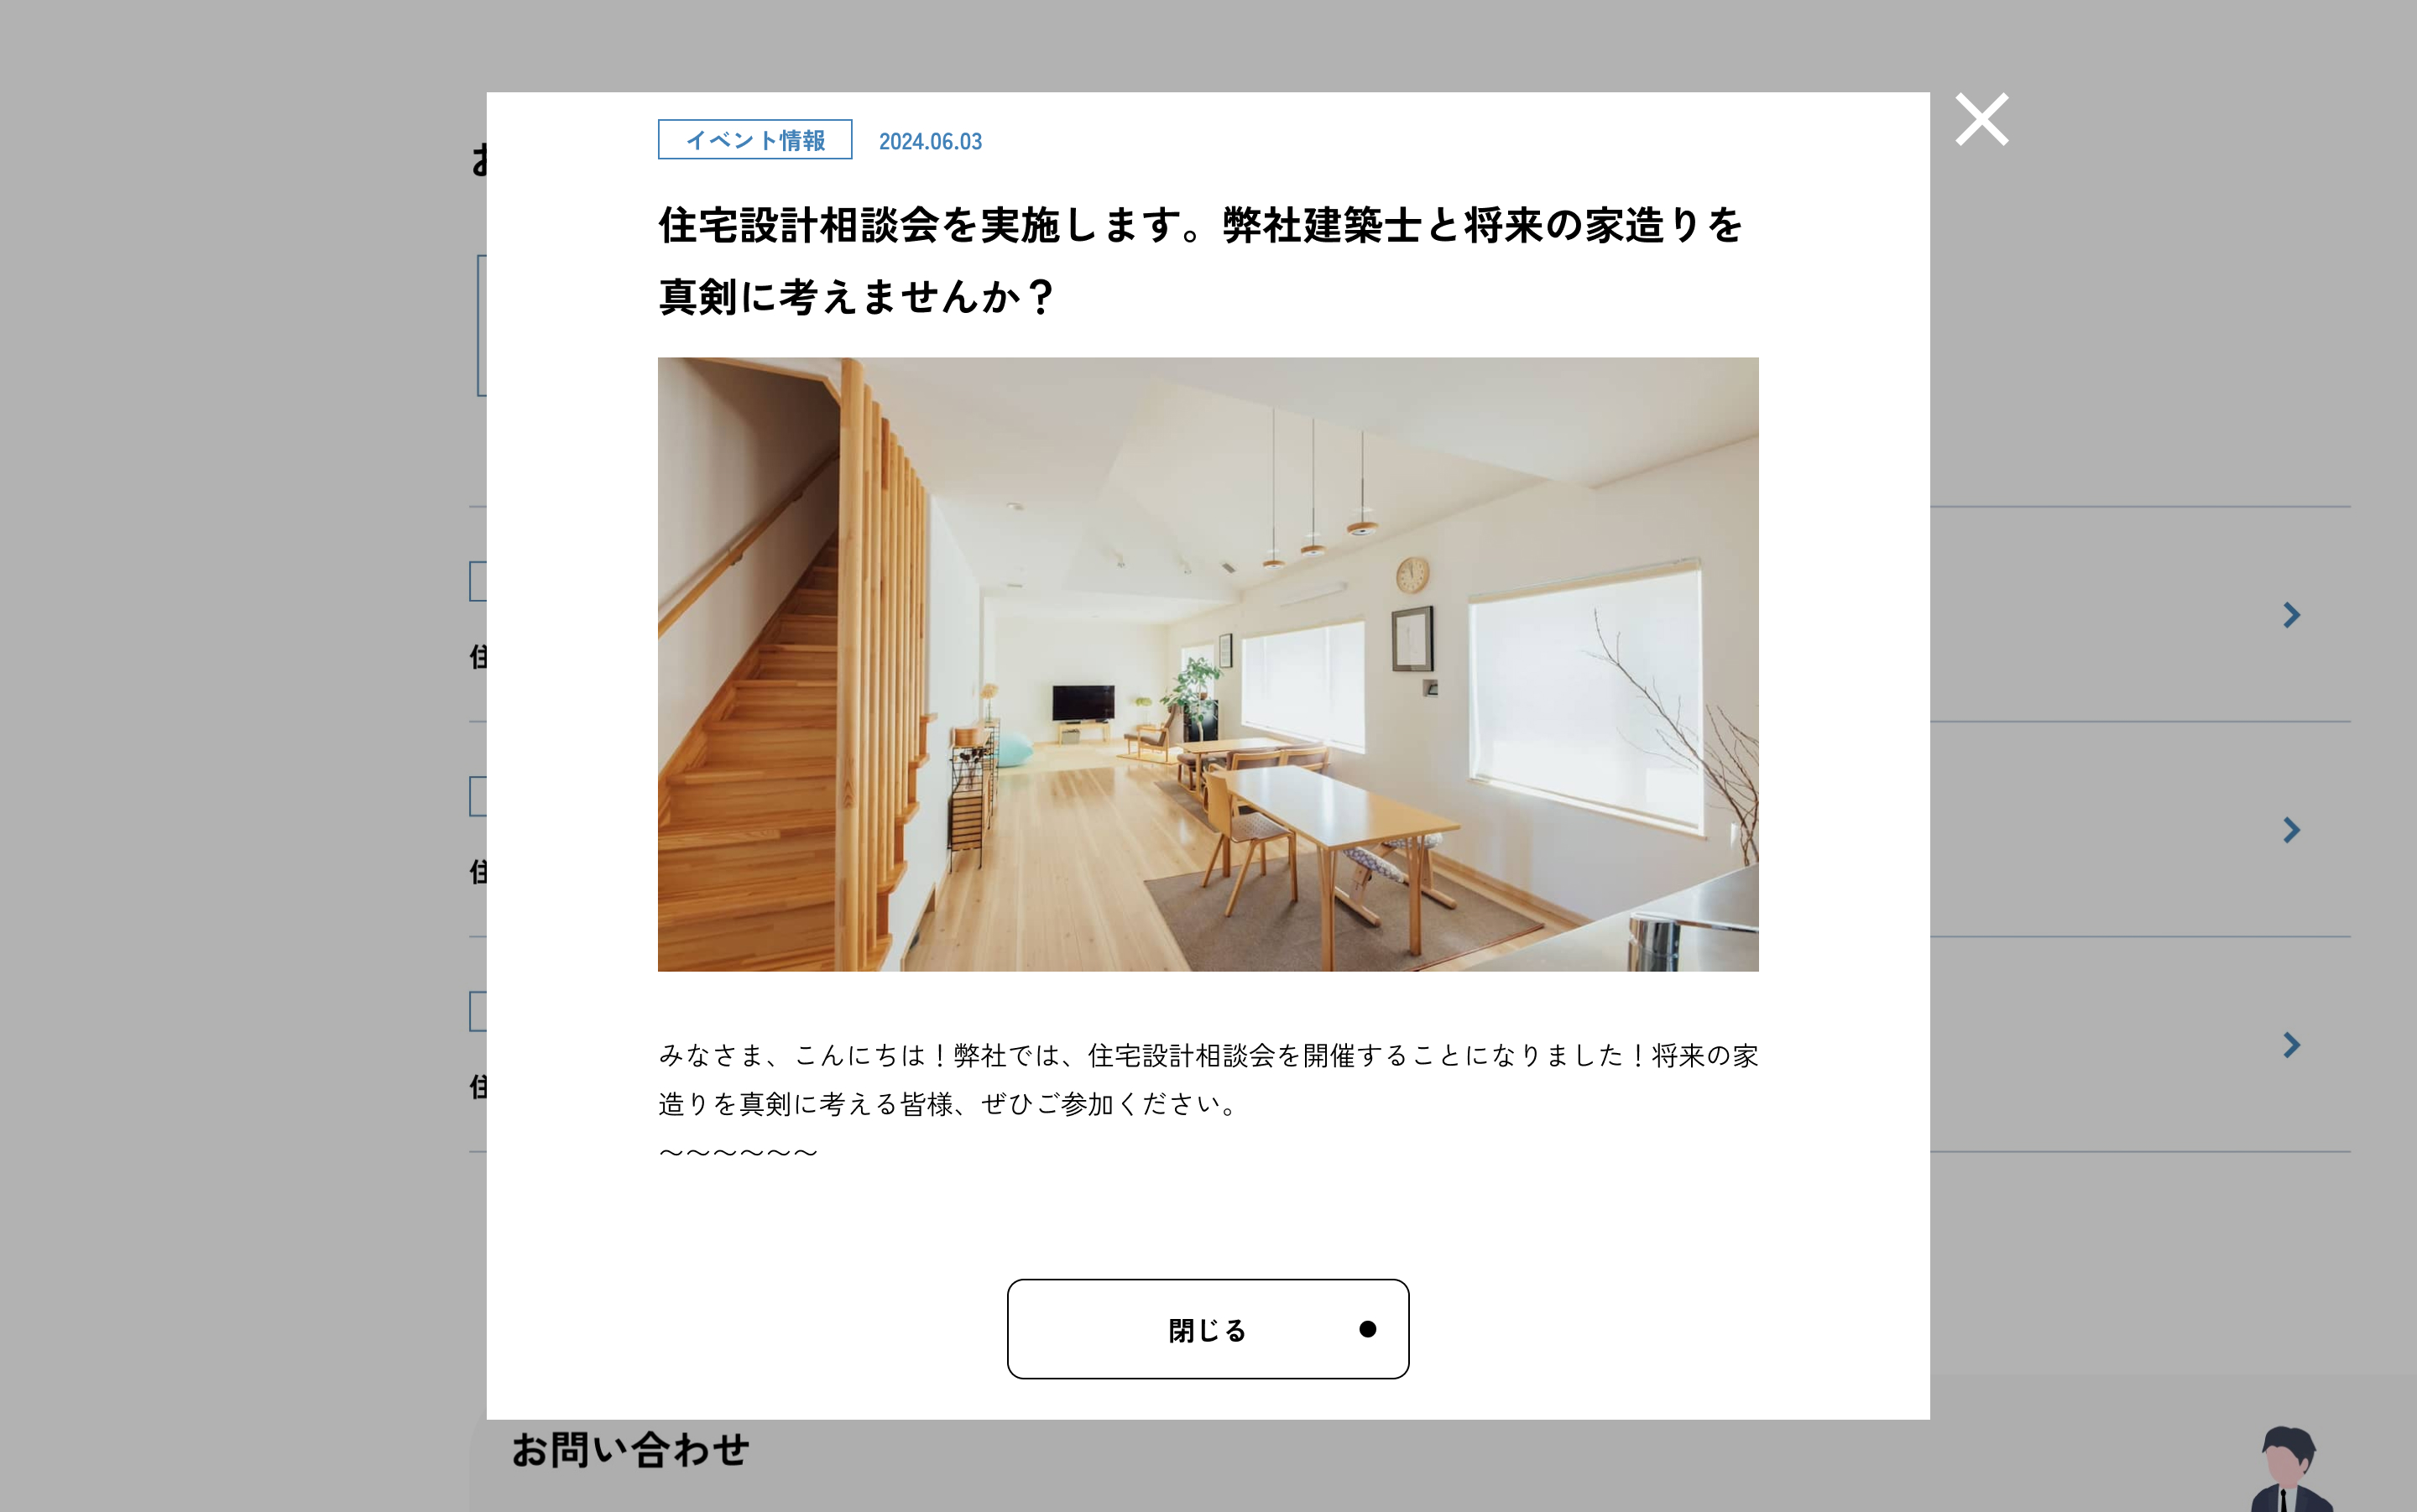 イベント情報 2024.06.03
住宅設計相談会を実施します。弊社建築士と将来の家造りを
真剣に考えませんか？
みなさま、こんにちは！弊社では、住宅設計相談会を開催することになりました！将来の家
造りを真剣に考える皆様、ぜひご参加ください。
〜〜〜〜〜〜
閉じる
お
住
住
住
お問い合わせ